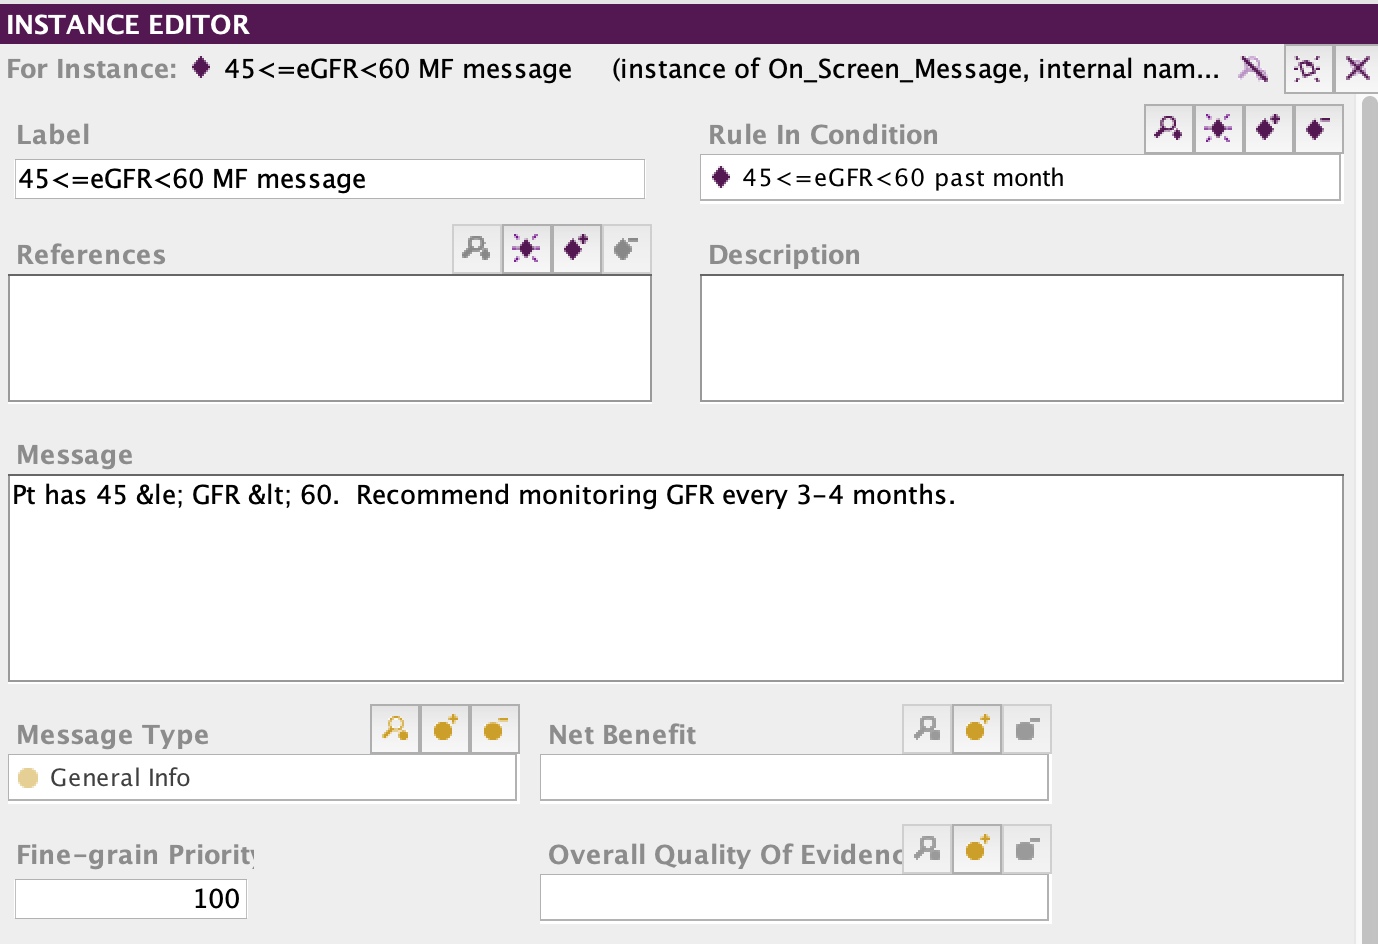 INSTANCE EDITOR
For Instance: 45<=eGFR<60 MF message (instance of On_Screen_Message, internal nam...
Label
Rule In Condition
45<=eGFR<60 MF message
45<=eGFR<60 past month
References
Description
Message
Pt has 45 &le; GFR &lt; 60.  Recommend monitoring GFR every 3-4 months.
Message Type
Net Benefit
General Info
Fine-grain Priority
Overall Quality Of Evidenc
100